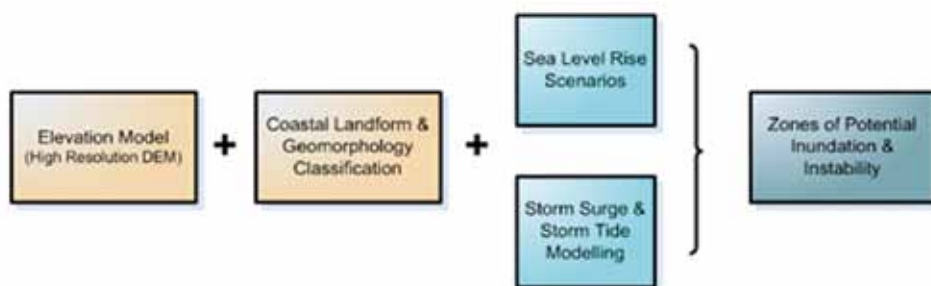 Elevation Model
(High Resolution DEM)
+
Coastal Landform &
Geomorphology
Classification
+
Sea Level Rise
Scenarios
Storm Surge &
Storm Tide
Modelling
}
Zones of Potential
Inundation &
Instability